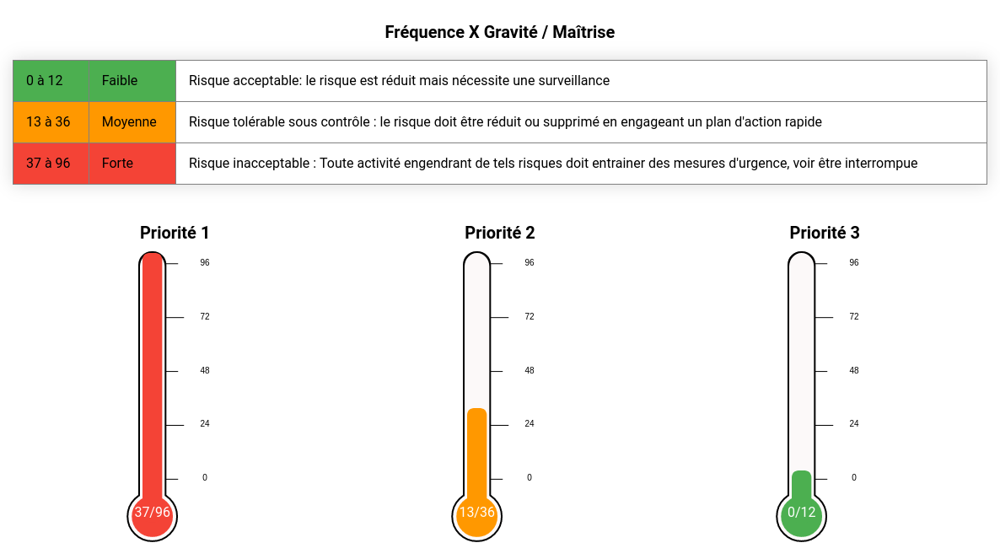 Fréquence X Gravité / Maîtrise
0 à 12 Faible Risque acceptable: le risque est réduit mais nécessite une surveillance
13 à 36 Moyenne Risque tolérable sous contrôle : le risque doit être réduit ou supprimé en engageant un plan d'action rapide
37 à 96 Forte Risque inacceptable : Toute activité engendrant de tels risques doit entrainer des mesures d'urgence, voir être interrompue
Priorité 1 Priorité 2 Priorité 3
96 96 96
72 72 72
48 48 48
24 24 24
0 0 0
37/96 13/36 0/12